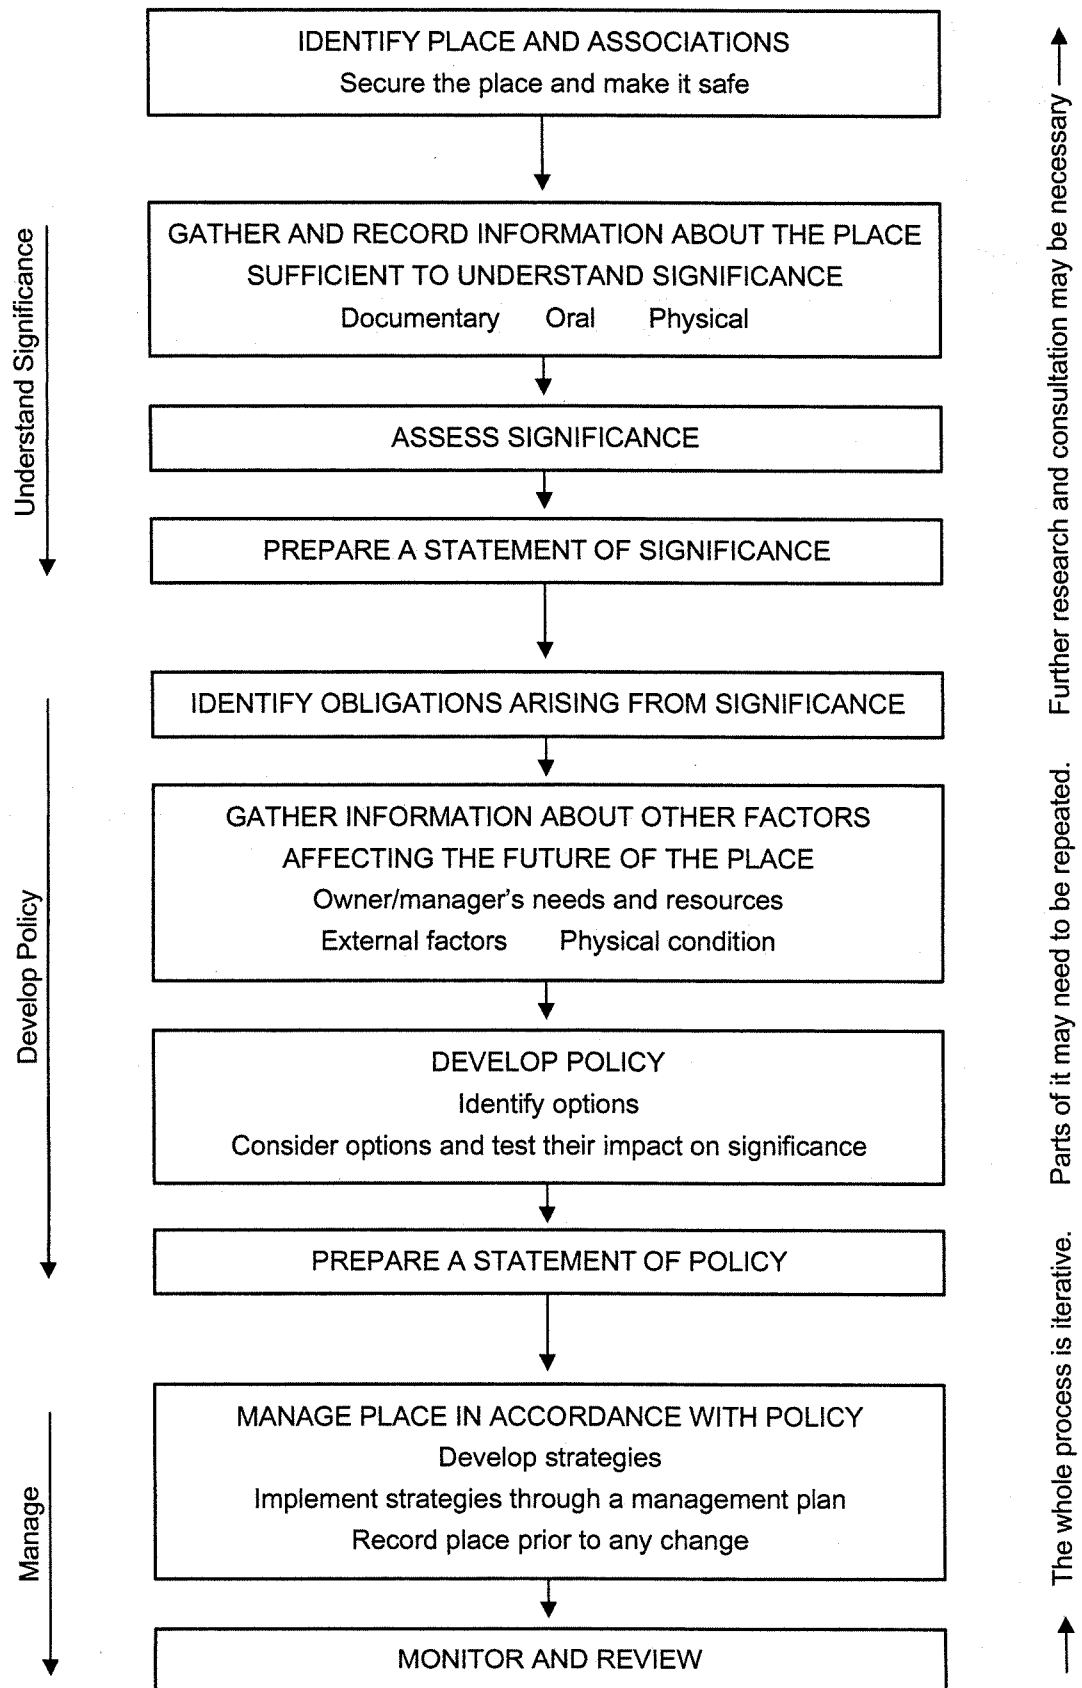 IDENTIFY PLACE AND ASSOCIATIONS
Secure the place and make it safe
GATHER AND RECORD INFORMATION ABOUT THE PLACE
SUFFICIENT TO UNDERSTAND SIGNIFICANCE
Documentary Oral Physical
ASSESS SIGNIFICANCE
PREPARE A STATEMENT OF SIGNIFICANCE
Understand Significance
IDENTIFY OBLIGATIONS ARISING FROM SIGNIFICANCE
GATHER INFORMATION ABOUT OTHER FACTORS
AFFECTING THE FUTURE OF THE PLACE
Owner/manager's needs and resources
External factors Physical condition
DEVELOP POLICY
Identify options
Consider options and test their impact on significance
PREPARE A STATEMENT OF POLICY
Develop Policy
MANAGE PLACE IN ACCORDANCE WITH POLICY
Develop strategies
Implement strategies through a management plan
Record place prior to any change
MONITOR AND REVIEW
Manage
The whole process is iterative. Parts of it may need to be repeated. Further research and consultation may be necessary